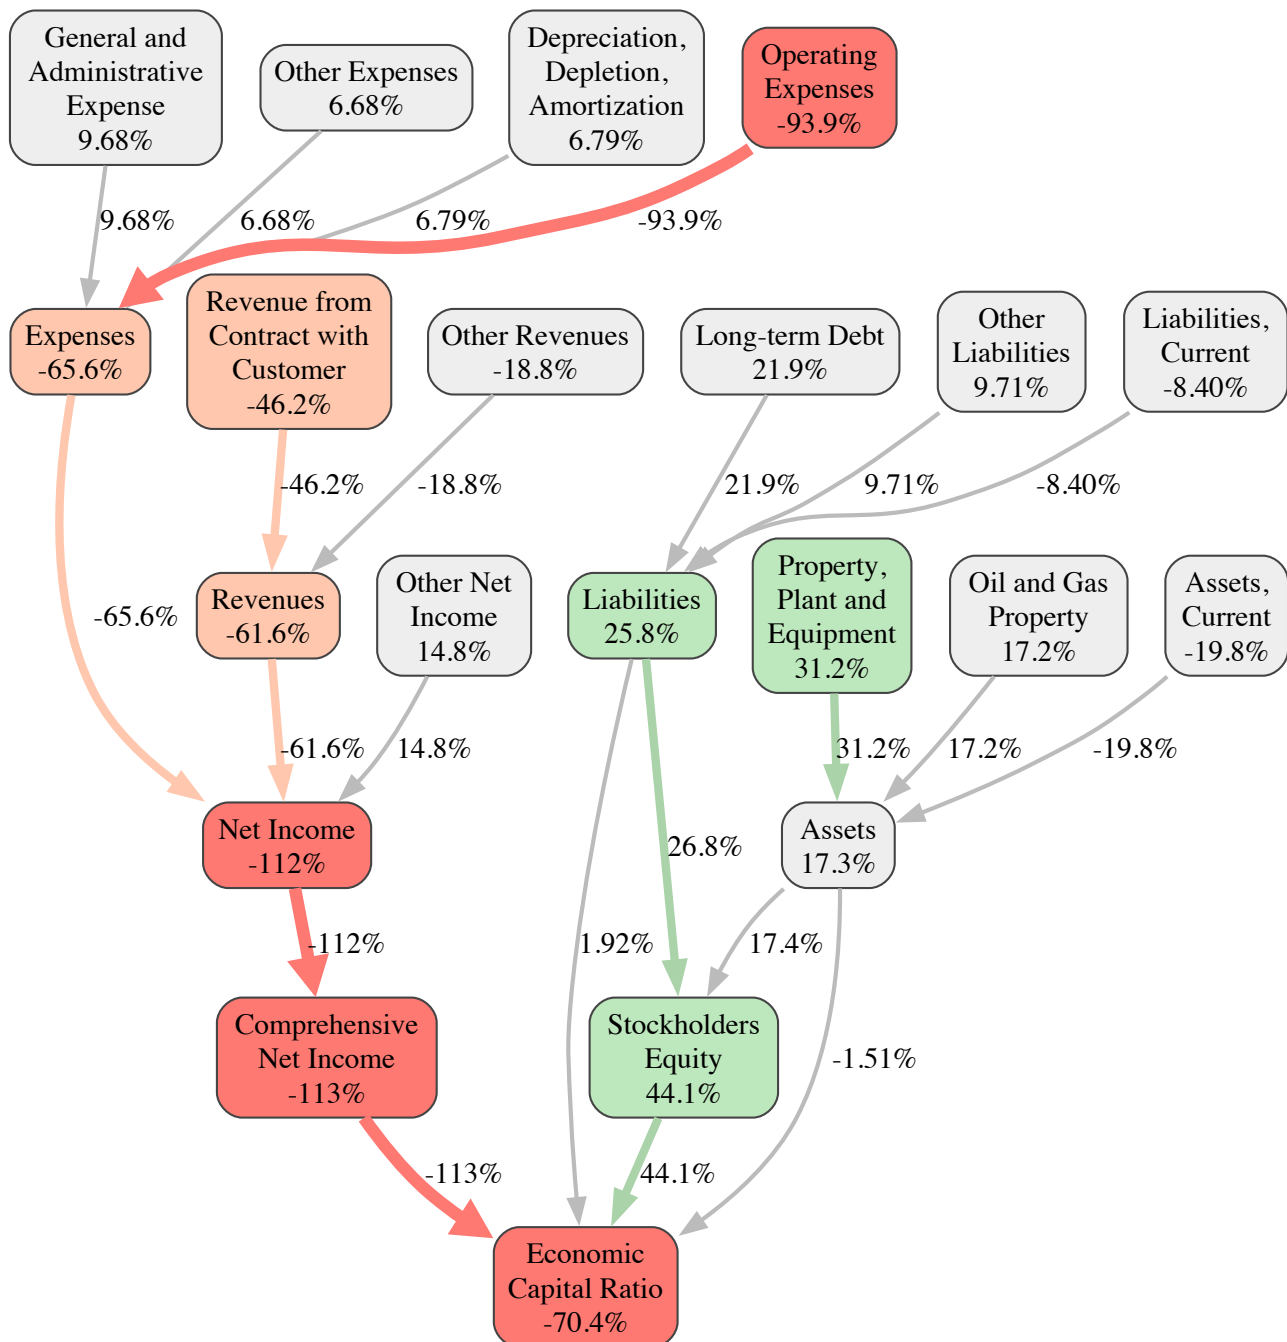 General and
Administrative
Expense
9.68%
Other Expenses
6.68%
Depreciation,
Depletion,
Amortization
6.79%
Operating
Expenses
-93.9%
9.68%
6.68%
6.79%
-93.9%
Expenses
-65.6%
Revenue from
Contract with
Customer
-46.2%
Other Revenues
-18.8%
Long-term Debt
21.9%
Other
Liabilities
9.71%
Liabilities,
Current
-8.40%
-46.2%
-18.8%
21.9%
9.71%
-8.40%
-65.6%
Revenues
-61.6%
Other Net
Income
14.8%
Liabilities
25.8%
Property,
Plant and
Equipment
31.2%
Oil and Gas
Property
17.2%
Assets,
Current
-19.8%
-61.6%
14.8%
31.2%
17.2%
-19.8%
Net Income
-112%
26.8%
Assets
17.3%
-112%
1.92%
17.4%
Comprehensive
Net Income
-113%
Stockholders
Equity
44.1%
-1.51%
-113%
44.1%
Economic
Capital Ratio
-70.4%